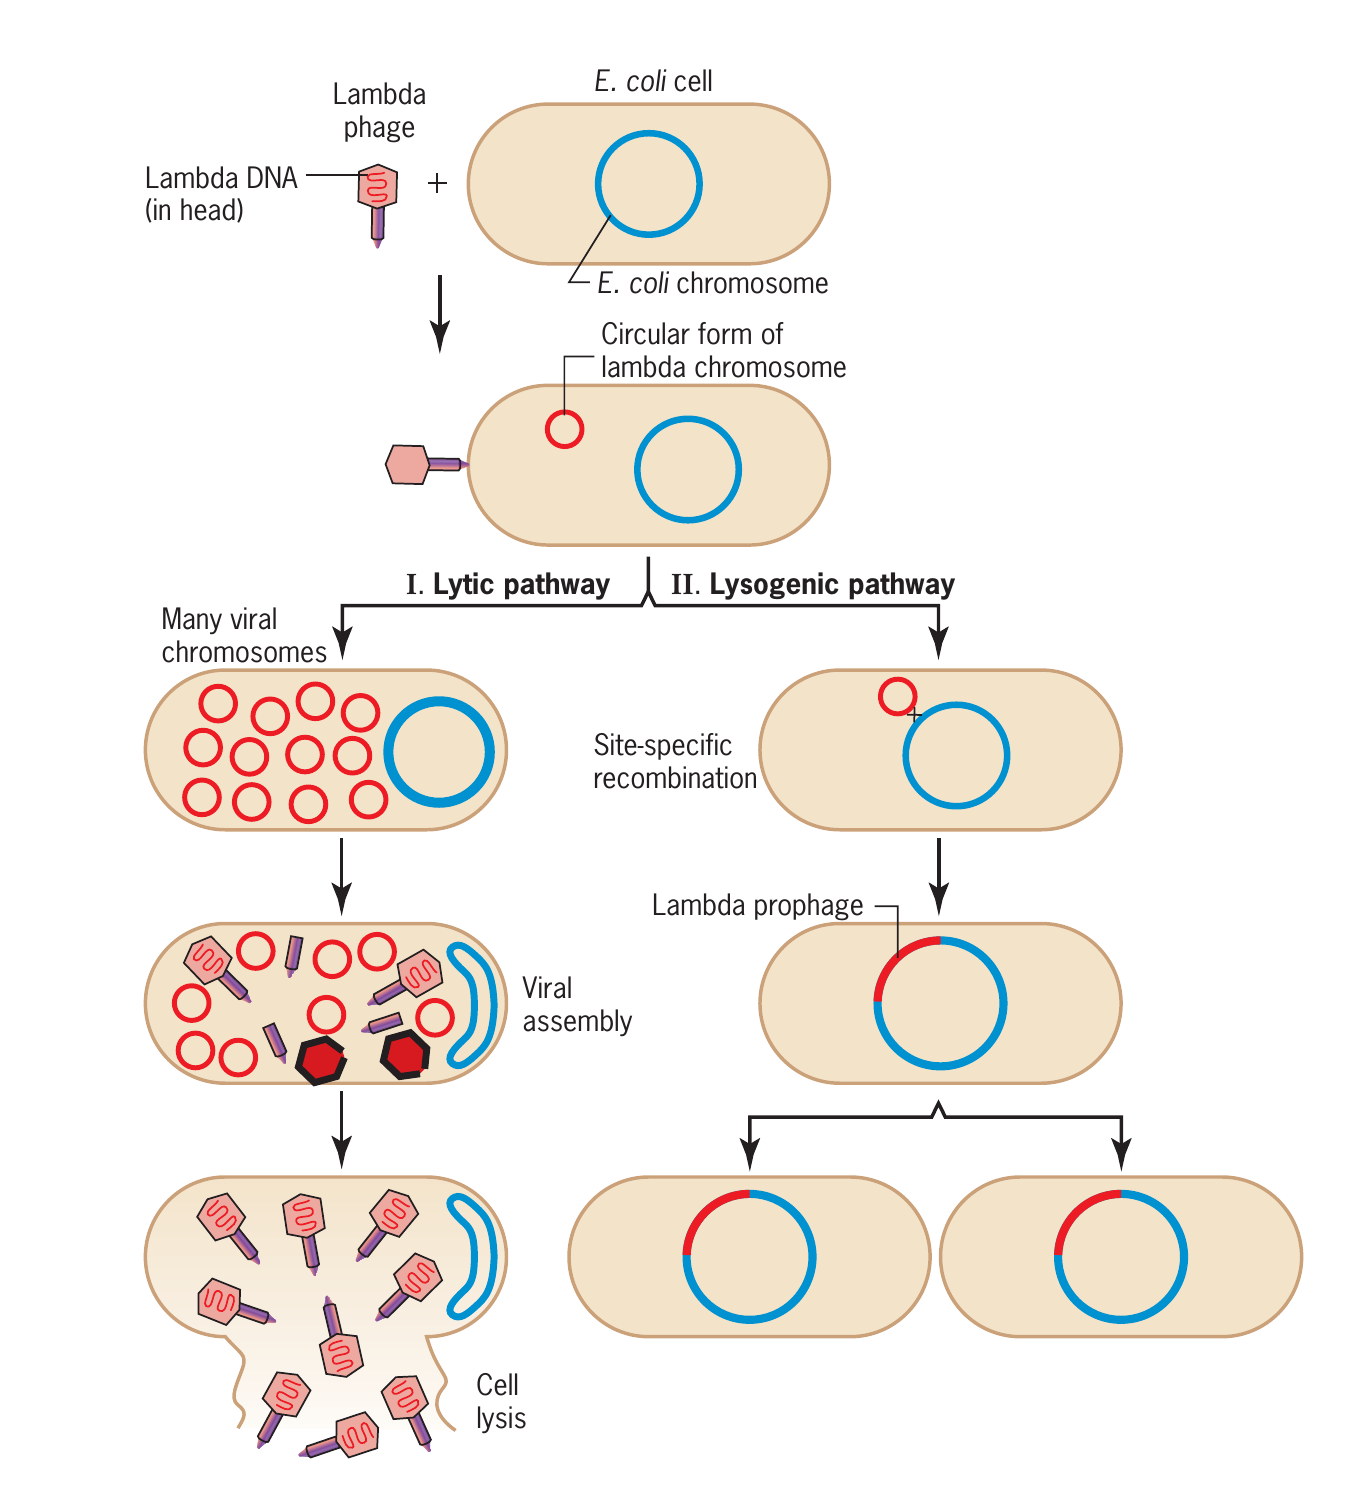 E. coli cell
Lambda
phage
Lambda DNA
(in head)
+
E. coli chromosome
Circular form of
lambda chromosome
I. Lytic pathway
II. Lysogenic pathway
Many viral
chromosomes
Site-specific
recombination
Lambda prophage
Viral
assembly
Cell
lysis